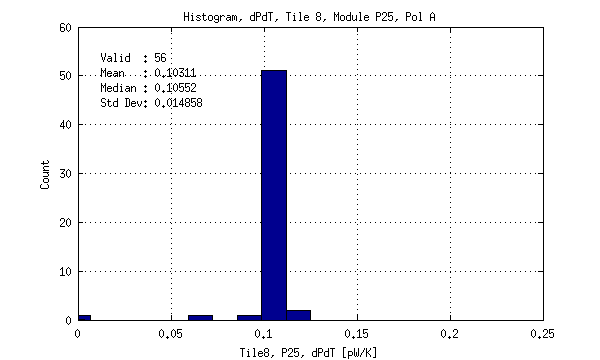 Histogram, dPdT, Tile 8, Module P25, Pol A
60
50
40
30
20
10
0
Count
Valid : 56
Mean : 0.10311
Median : 0.10552
Std Dev: 0.014858
0 0.05 0.1 0.15 0.2 0.25
Tile8, P25, dPdT [pW/K]